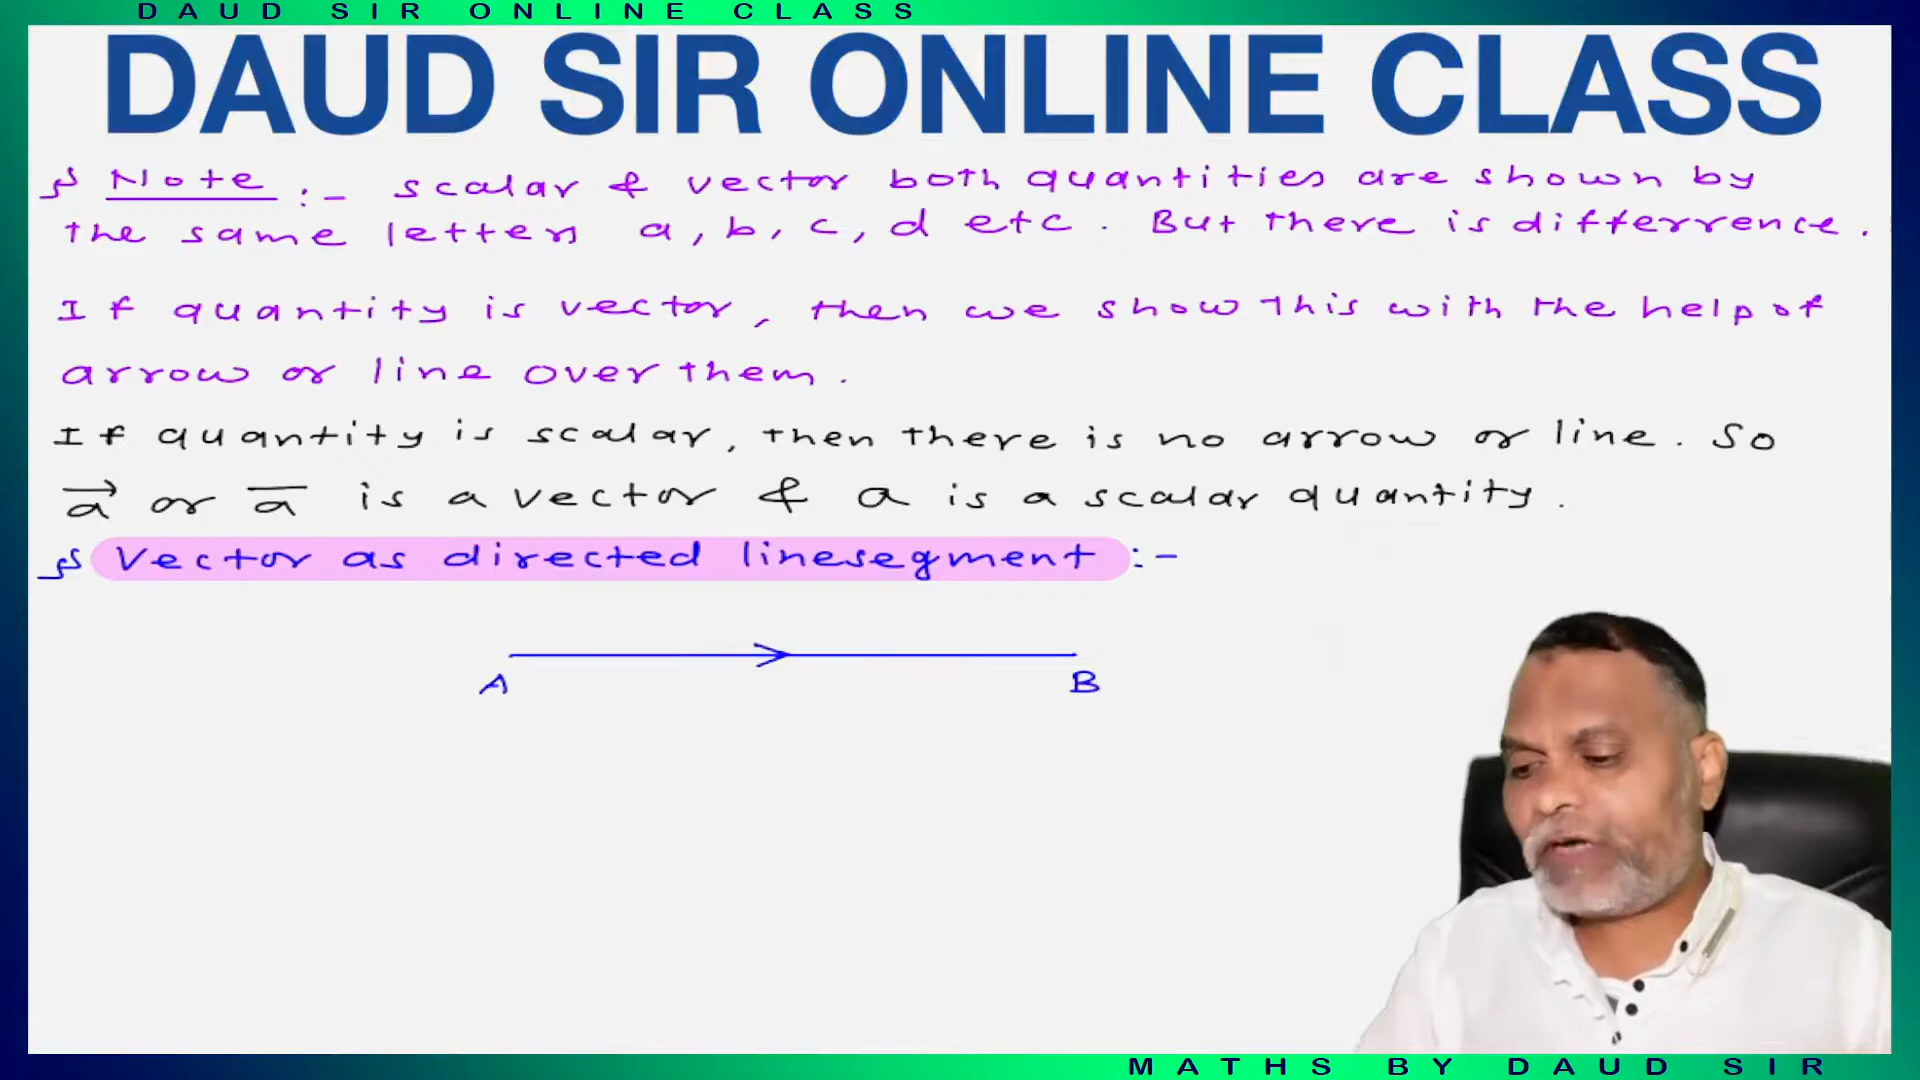 DAUD SIR ONLINE CLASS
DAUD SIR ONLINE CLASS
Note :- scalar & vector both quantities are shown by
the same letters a, b, c, d etc. But there is differrence.
If quantity is vector, then we show this with the help of
arrow or line over them.
If quantity is scalar, then there is no arrow or line. So
a⃗ or a̅ is a vector & a is a scalar quantity.
Vector as directed linesegment :-
A B
MATHS BY DAUD SIR